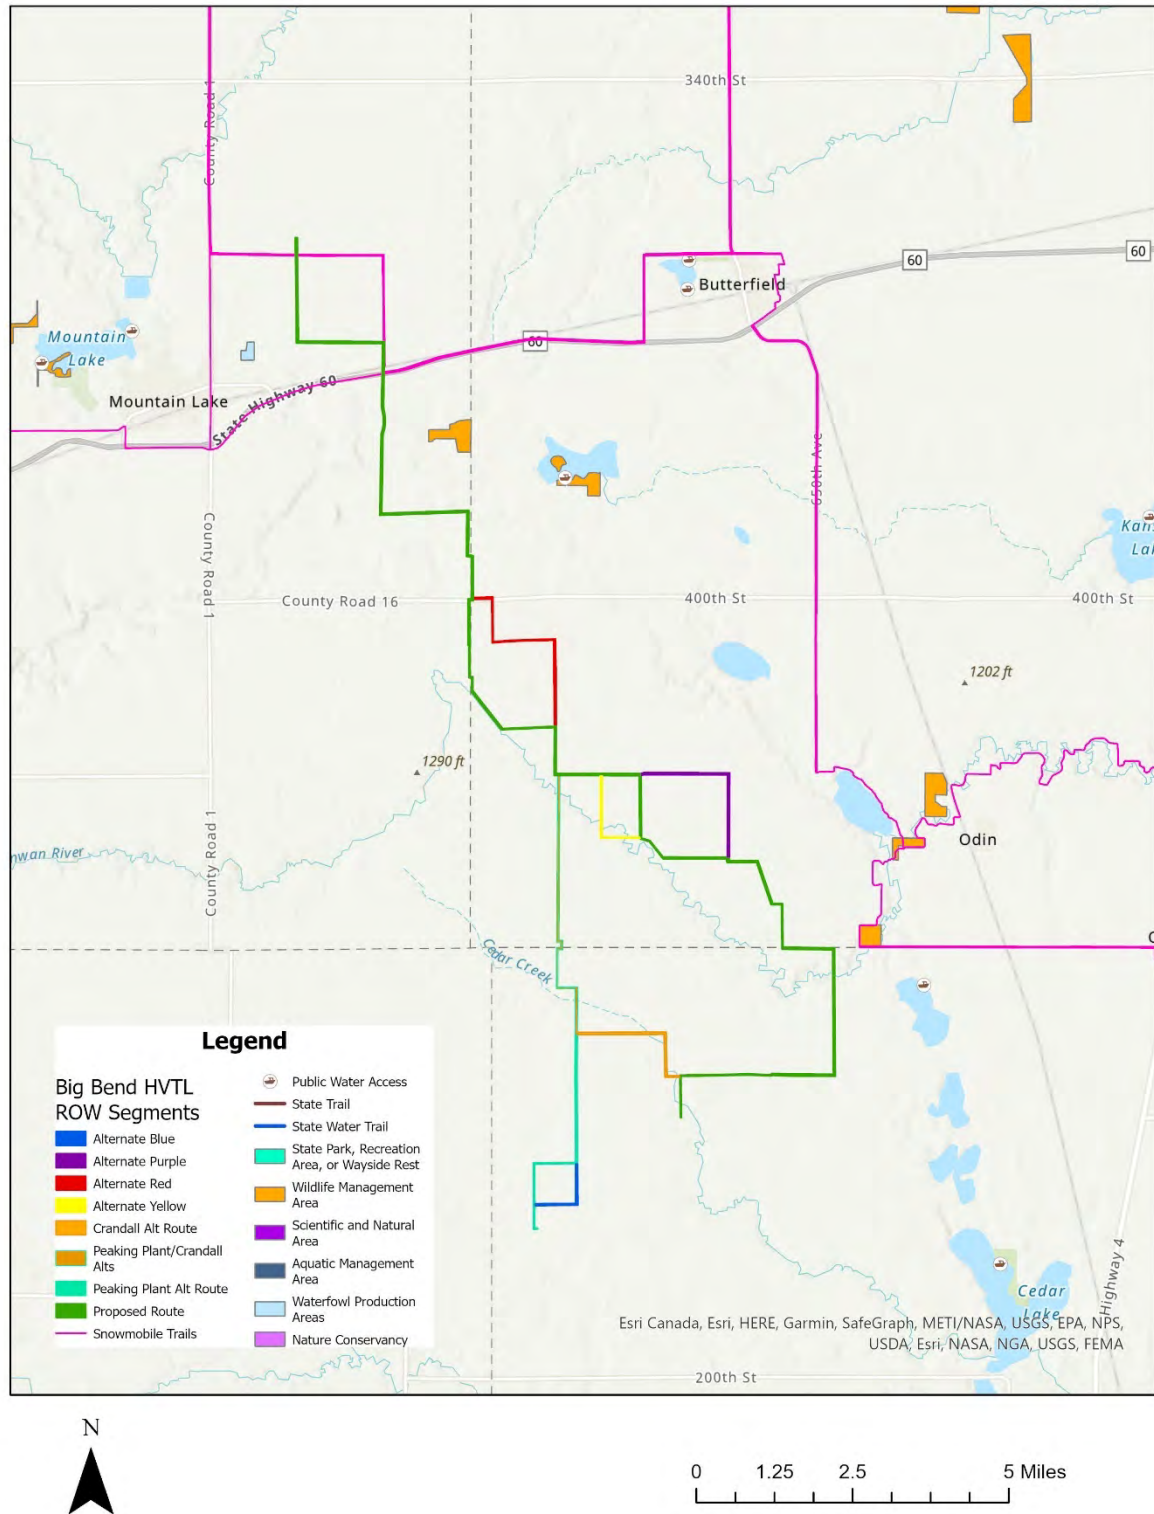 340th St
County Road 1
60
60
Butterfield
60
Mountain
Lake
Mountain Lake
State Highway 60
650th Ave
County Road 1
County Road 16
400th St
400th St
1202 ft
1290 ft
Odin
nwan River
County Road 1
Cedar Creek
Legend
Big Bend HVTL
ROW Segments
Alternate Blue
Alternate Purple
Alternate Red
Alternate Yellow
Crandall Alt Route
Peaking Plant/Crandall
Alts
Peaking Plant Alt Route
Proposed Route
Snowmobile Trails
Public Water Access
State Trail
State Water Trail
State Park, Recreation
Area, or Wayside Rest
Wildlife Management
Area
Scientific and Natural
Area
Aquatic Management
Area
Waterfowl Production
Areas
Nature Conservancy
Highway 4
Cedar
Lake
Esri Canada, Esri, HERE, Garmin, SafeGraph, METI/NASA, USGS, EPA, NPS,
USDA, Esri, NASA, NGA, USGS, FEMA
200th St
N
0 1.25 2.5 5 Miles